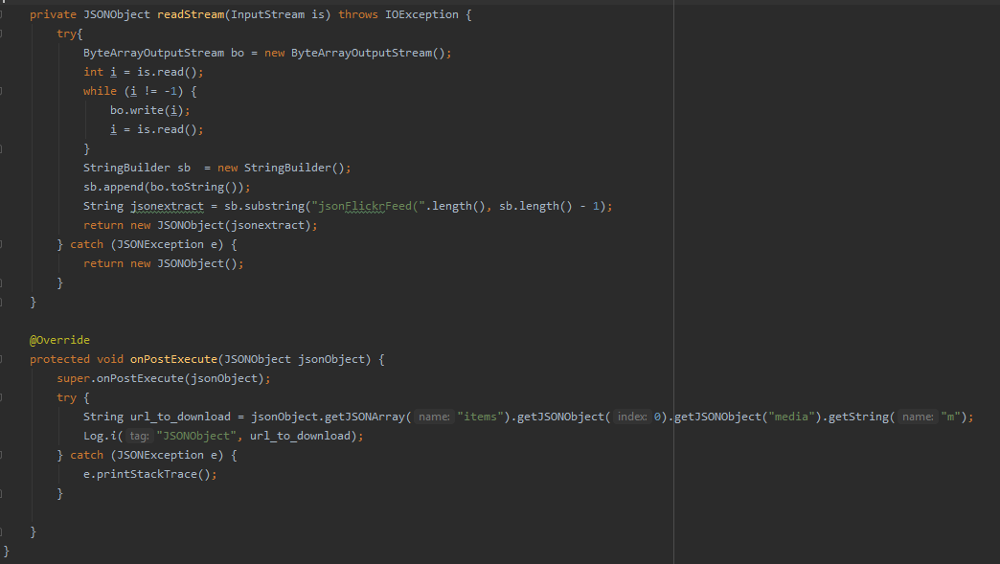 private JSONObject readStream(InputStream is) throws IOException {
try{
ByteArrayOutputStream bo = new ByteArrayOutputStream();
int i = is.read();
while (i != -1) {
bo.write(i);
i = is.read();
}
StringBuilder sb  = new StringBuilder();
sb.append(bo.toString());
String jsonextract = sb.substring("jsonFlickrFeed(".length(), sb.length() - 1);
return new JSONObject(jsonextract);
} catch (JSONException e) {
return new JSONObject();
}
}
@Override
protected void onPostExecute(JSONObject jsonObject) {
super.onPostExecute(jsonObject);
try {
String url_to_download = jsonObject.getJSONArray( name: "items").getJSONObject( index: 0).getJSONObject("media").getString( name: "m");
Log.i( tag: "JSONObject", url_to_download);
} catch (JSONException e) {
e.printStackTrace();
}
}
}